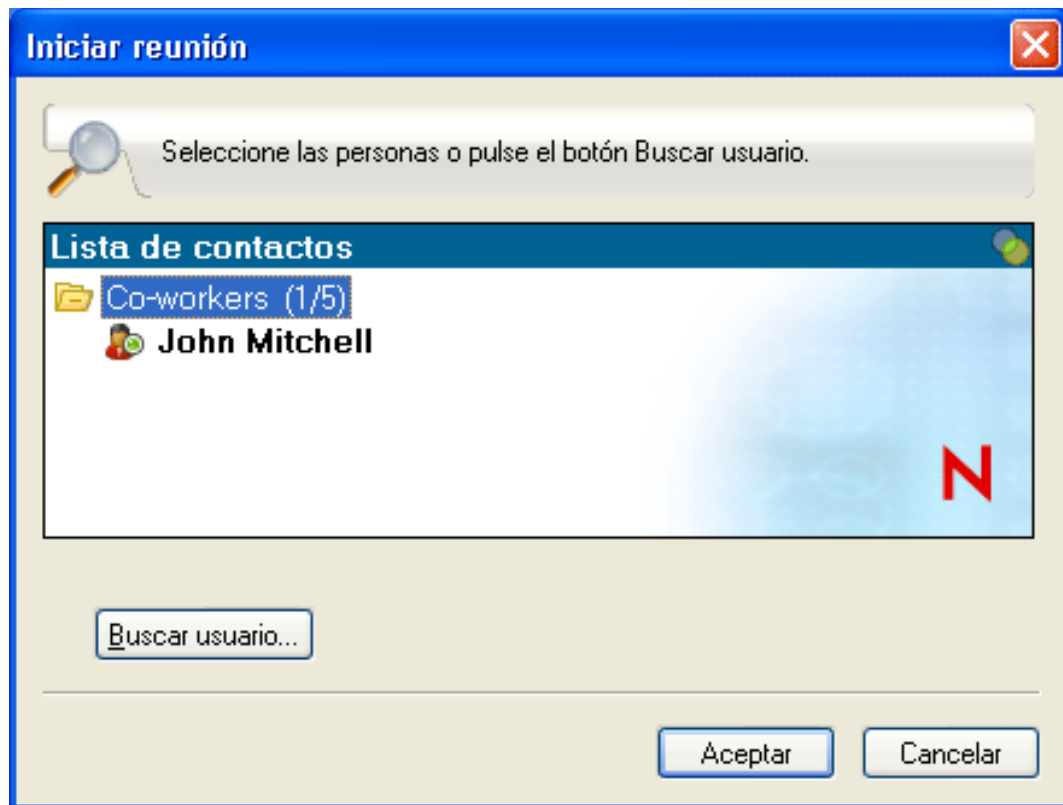 Iniciar reunión
Seleccione las personas o pulse el botón Buscar usuario.
Lista de contactos
Co-workers (1/5)
John Mitchell
N
Buscar usuario...
Aceptar
Cancelar